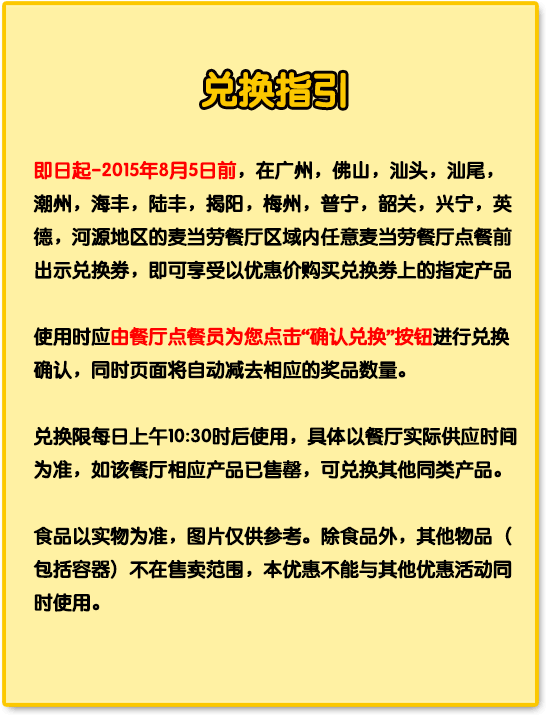 兑换指引
即日起-2015年8月5日前，在广州，佛山，汕头，汕尾，
潮州，海丰，陆丰，揭阳，梅州，普宁，韶关，兴宁，英
德，河源地区的麦当劳餐厅区域内任意麦当劳餐厅点餐前
出示兑换券，即可享受以优惠价购买兑换券上的指定产品
使用时应由餐厅点餐员为您点击“确认兑换”按钮进行兑换
确认，同时页面将自动减去相应的奖品数量。
兑换限每日上午10:30时后使用，具体以餐厅实际供应时间
为准，如该餐厅相应产品已售罄，可兑换其他同类产品。
食品以实物为准，图片仅供参考。除食品外，其他物品（
包括容器）不在售卖范围，本优惠不能与其他优惠活动同
时使用。